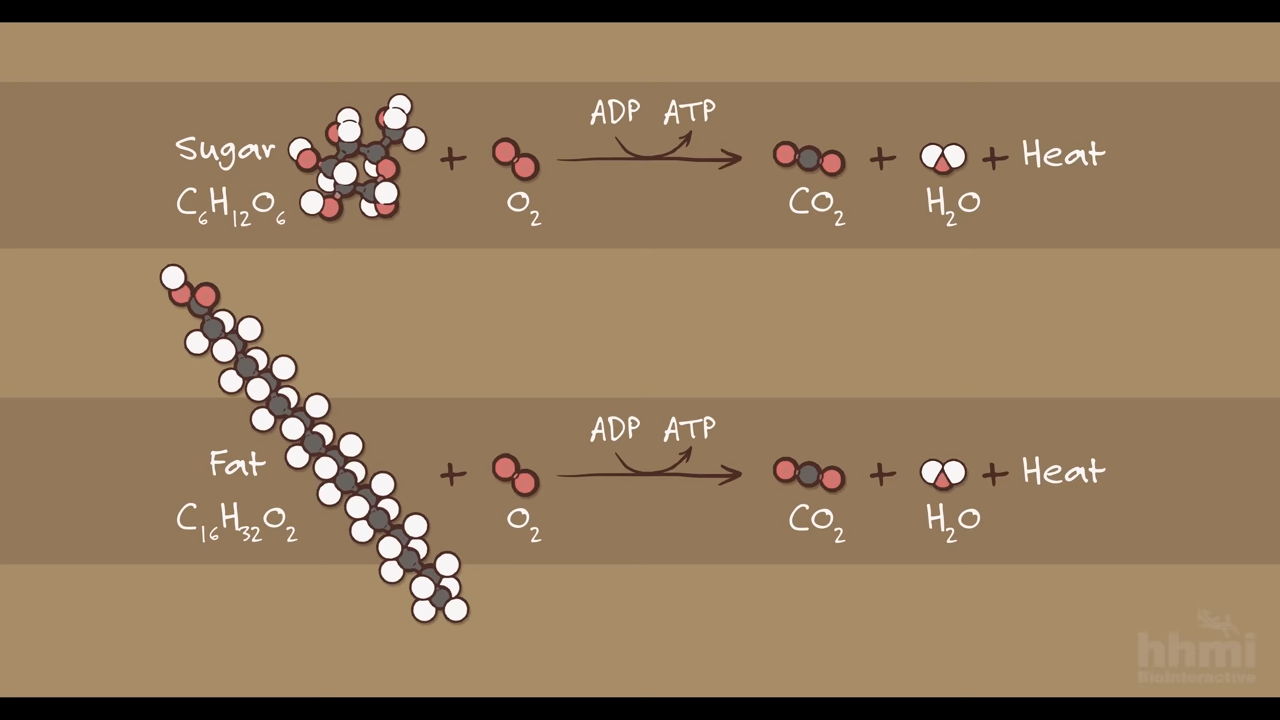 ADP ATP
Sugar + → + + Heat
C₆H₁₂O₆ O₂ CO₂ H₂O
ADP ATP
Fat + → + + Heat
C₁₆H₃₂O₂ O₂ CO₂ H₂O
hhmi
BioInteractive